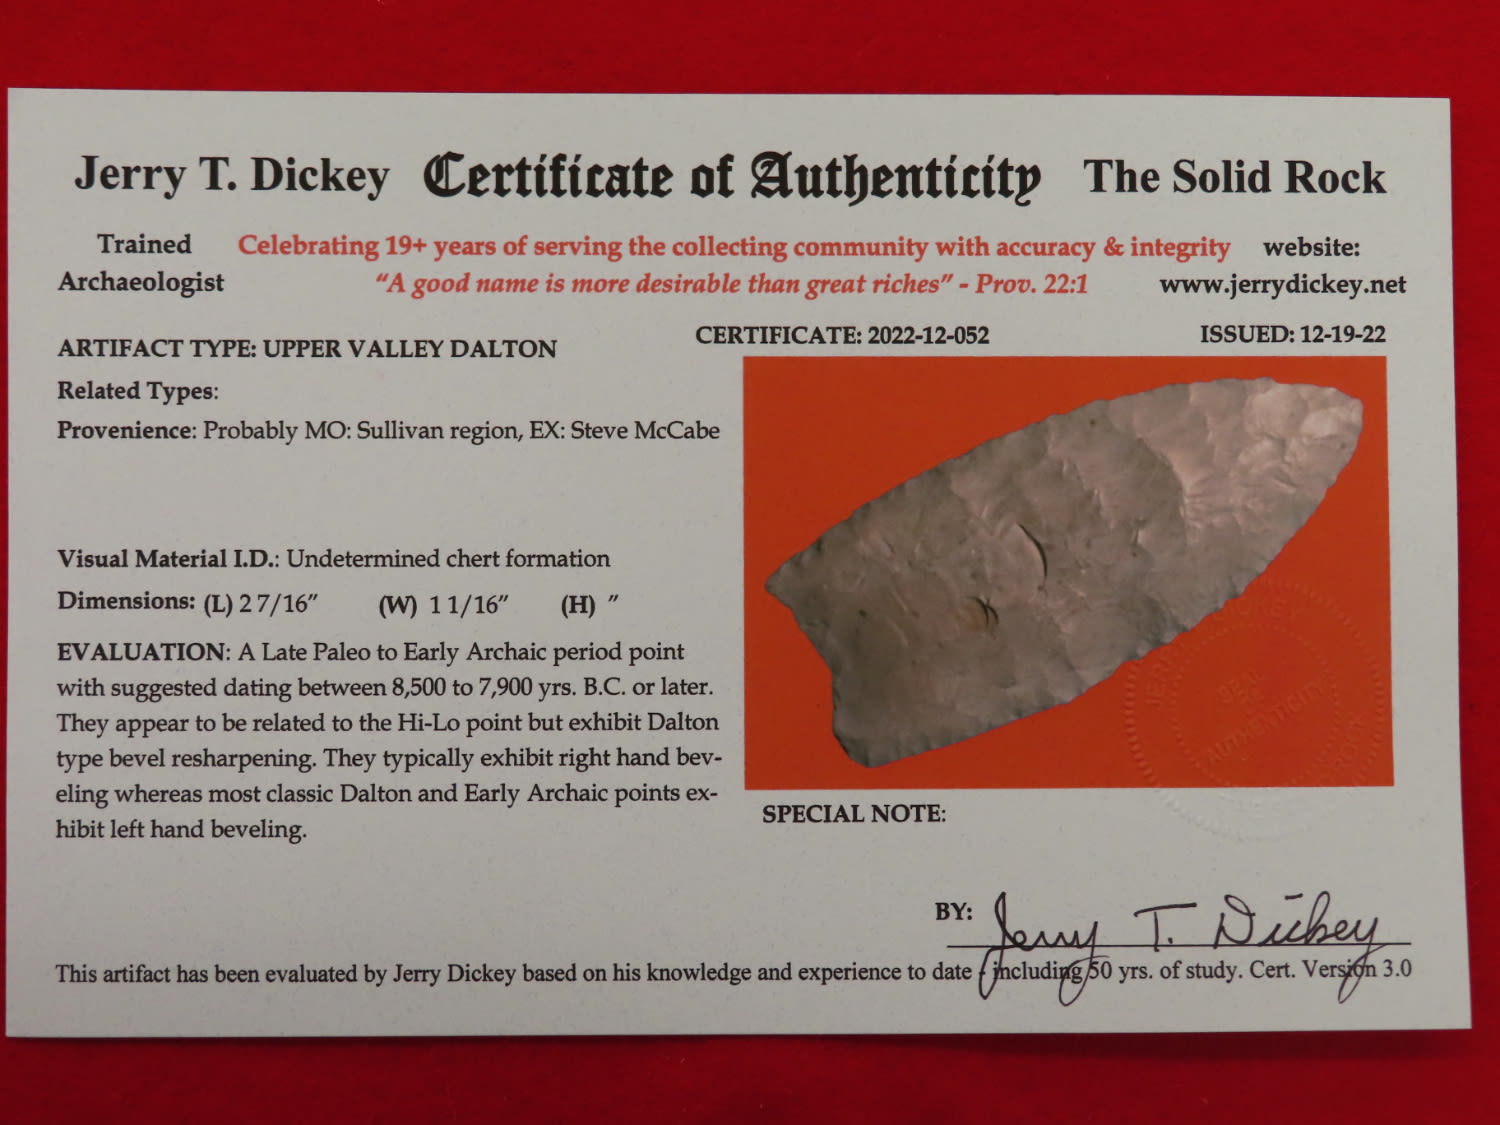 Jerry T. Dickey Certificate of Authenticity The Solid Rock
Trained Celebrating 19+ years of serving the collecting community with accuracy & integrity website:
Archaeologist "A good name is more desirable than great riches" - Prov. 22:1 www.jerrydickey.net
CERTIFICATE: 2022-12-052 ISSUED: 12-19-22
ARTIFACT TYPE: UPPER VALLEY DALTON
Related Types:
Provenience: Probably MO: Sullivan region, EX: Steve McCabe
Visual Material I.D.: Undetermined chert formation
Dimensions: (L) 2 7/16" (W) 1 1/16" (H) "
EVALUATION: A Late Paleo to Early Archaic period point
with suggested dating between 8,500 to 7,900 yrs. B.C. or later.
They appear to be related to the Hi-Lo point but exhibit Dalton
type bevel resharpening. They typically exhibit right hand bev-
eling whereas most classic Dalton and Early Archaic points ex-
hibit left hand beveling.
SEAL
OF
AUTHENTICITY
SPECIAL NOTE:
BY: Jerry T. Dickey
This artifact has been evaluated by Jerry Dickey based on his knowledge and experience to date - including 50 yrs. of study. Cert. Version 3.0